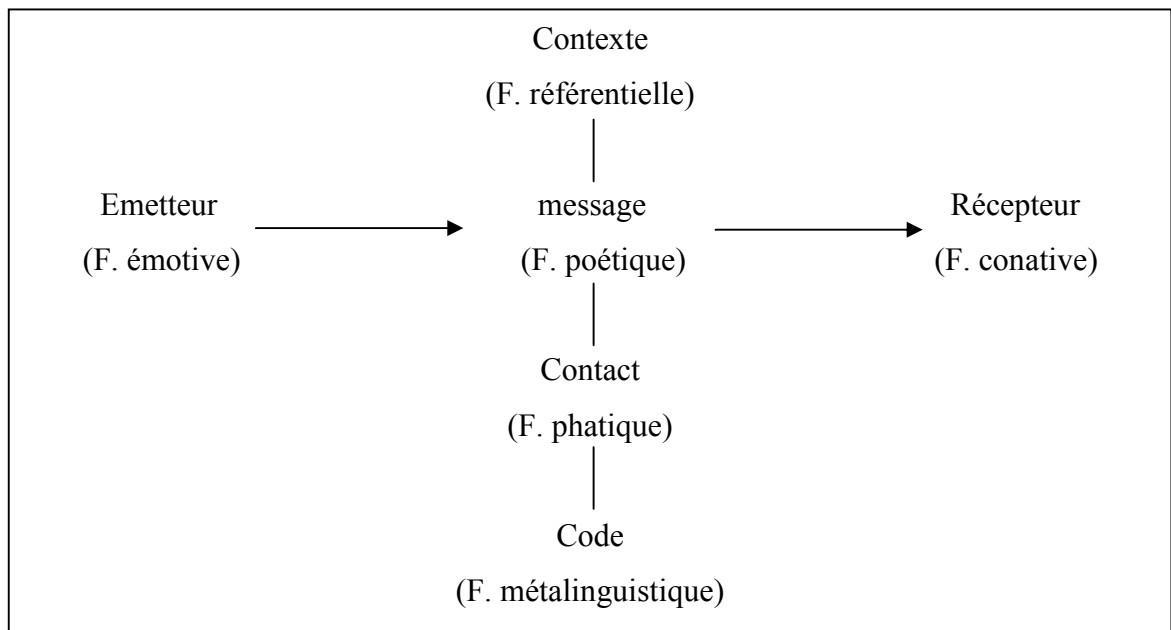 Contexte
(F. référentielle)
Emetteur message Récepteur
(F. émotive) (F. poétique) (F. conative)
Contact
(F. phatique)
Code
(F. métalinguistique)